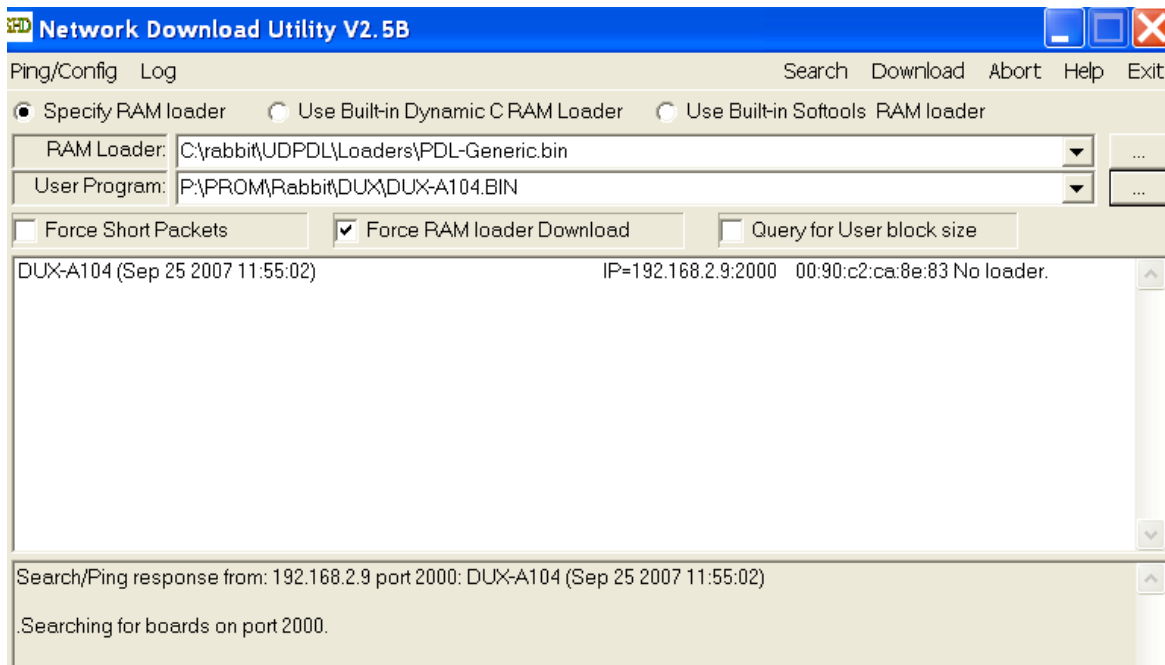 SHD Network Download Utility V2.5B
Ping/Config Log Search Download Abort Help Exit
Specify RAM loader Use Built-in Dynamic C RAM Loader Use Built-in Softools RAM loader
RAM Loader: C:\rabbit\UDPDL\Loaders\PDL-Generic.bin ...
User Program: P:\PROM\Rabbit\DUX\DUX-A104.BIN ...
Force Short Packets Force RAM loader Download Query for User block size
DUX-A104 (Sep 25 2007 11:55:02) IP=192.168.2.9:2000 00:90:c2:ca:8e:83 No loader.
Search/Ping response from: 192.168.2.9 port 2000: DUX-A104 (Sep 25 2007 11:55:02)
.Searching for boards on port 2000.